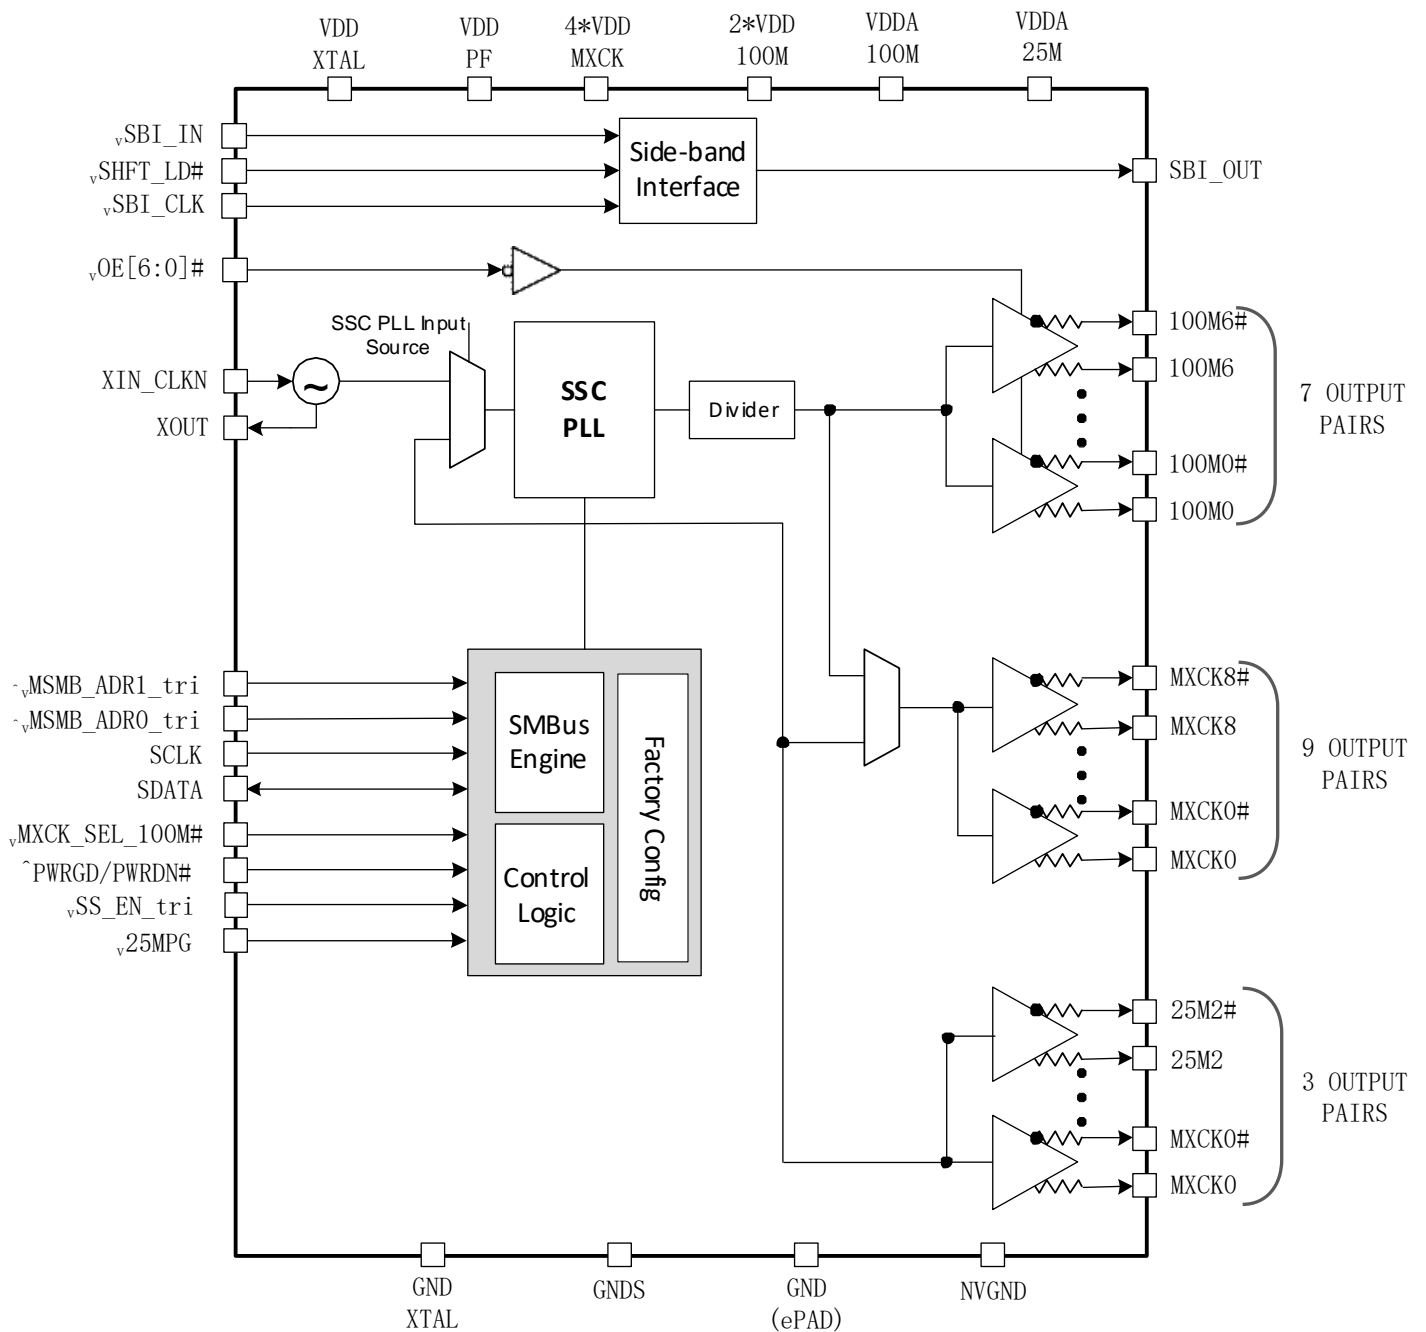 VDD
XTAL
VDD
PF
4*VDD
MXCK
2*VDD
100M
VDDA
100M
VDDA
25M
vSBI_IN
vSHFT_LD#
vSBI_CLK
Side-band
Interface
SBI_OUT
vOE[6:0]#
SSC PLL Input
Source
XIN_CLKN
XOUT
~
SSC
PLL
Divider
100M6#
100M6
100M0#
100M0
7 OUTPUT
PAIRS
^vMSMB_ADR1_tri
^vMSMB_ADR0_tri
SCLK
SDATA
vMXCK_SEL_100M#
^PWRGD/PWRDN#
vSS_EN_tri
v25MPG
SMBus
Engine
Control
Logic
Factory Config
MXCK8#
MXCK8
MXCK0#
MXCK0
9 OUTPUT
PAIRS
25M2#
25M2
MXCK0#
MXCK0
3 OUTPUT
PAIRS
GND
XTAL
GNDS
GND
(ePAD)
NVGND